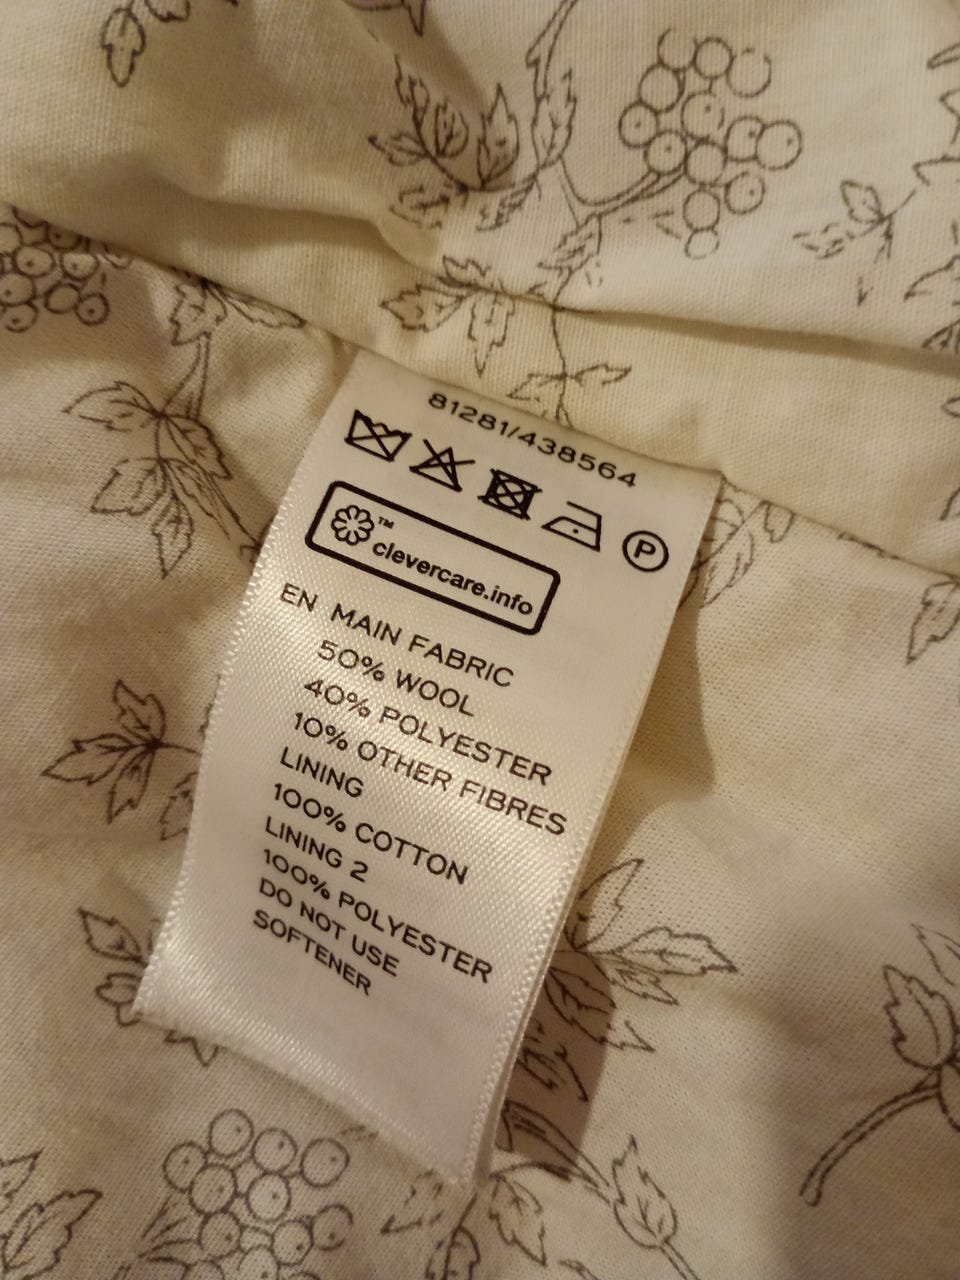 81281/438564
P
™
clevercare.info
EN MAIN FABRIC
50% WOOL
40% POLYESTER
10% OTHER FIBRES
LINING
100% COTTON
LINING 2
100% POLYESTER
DO NOT USE
SOFTENER